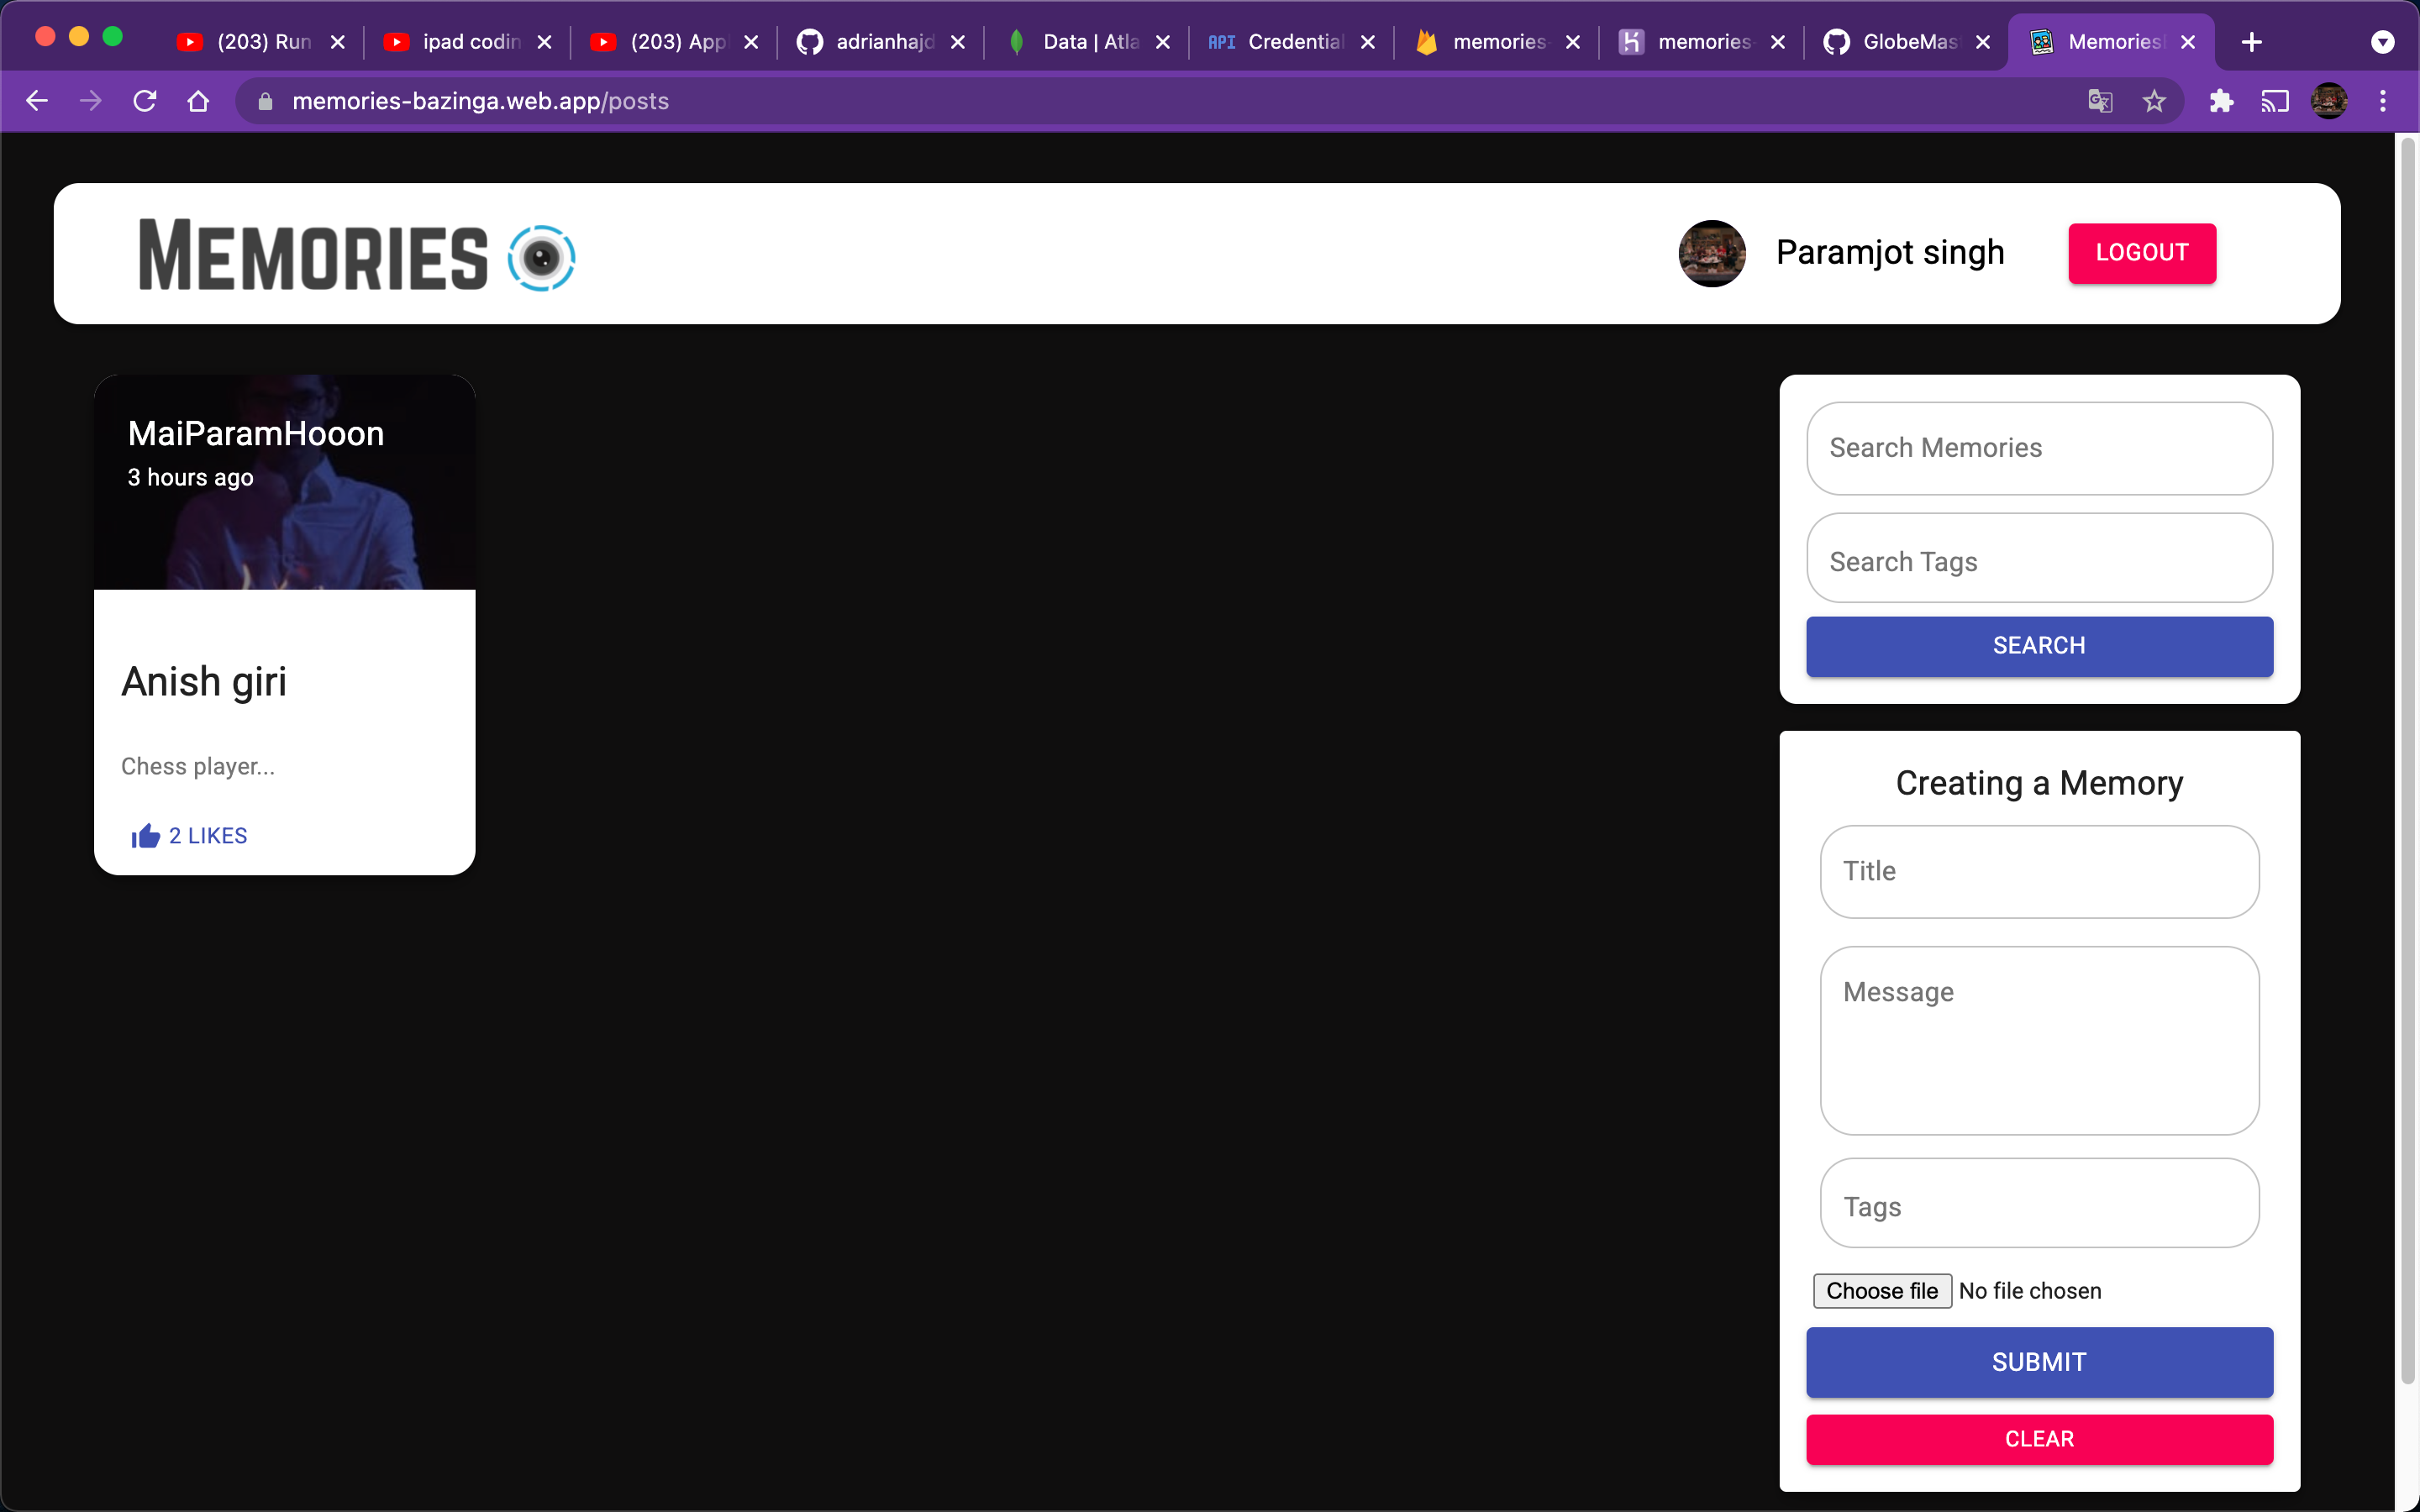 (203) Run
ipad codin
(203) App
adrianhajd
Data | Atla
API Credential
memories-
memories-
GlobeMas
Memories
memories-bazinga.web.app/posts
MEMORIES
Paramjot singh
LOGOUT
MaiParamHooon
3 hours ago
Anish giri
Chess player...
2 LIKES
Search Memories
Search Tags
SEARCH
Creating a Memory
Title
Message
Tags
Choose file No file chosen
SUBMIT
CLEAR